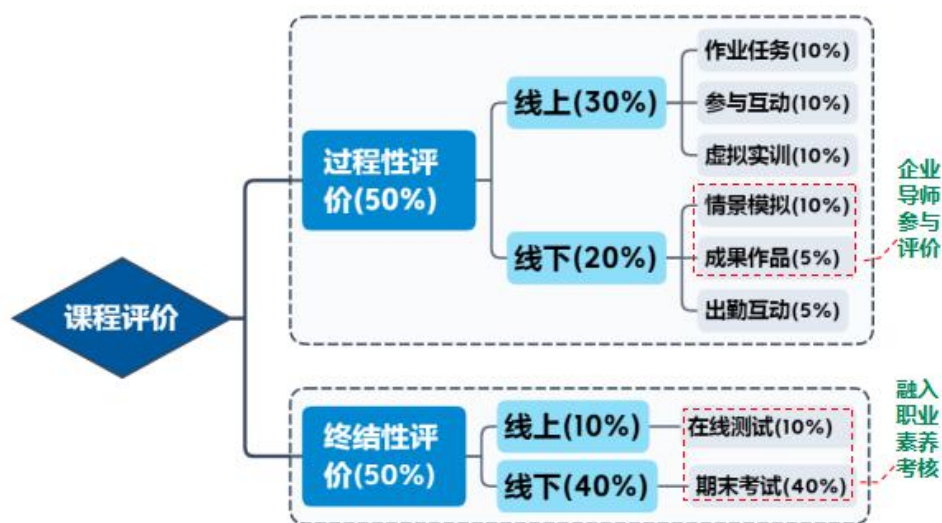 课程评价
过程性评
价(50%)
线上(30%)
作业任务(10%)
参与互动(10%)
虚拟实训(10%)
线下(20%)
情景模拟(10%)
成果作品(5%)
出勤互动(5%)
企业
导师
参与
评价
终结性评
价(50%)
线上(10%)
在线测试(10%)
线下(40%)
期末考试(40%)
融入
职业
素养
考核